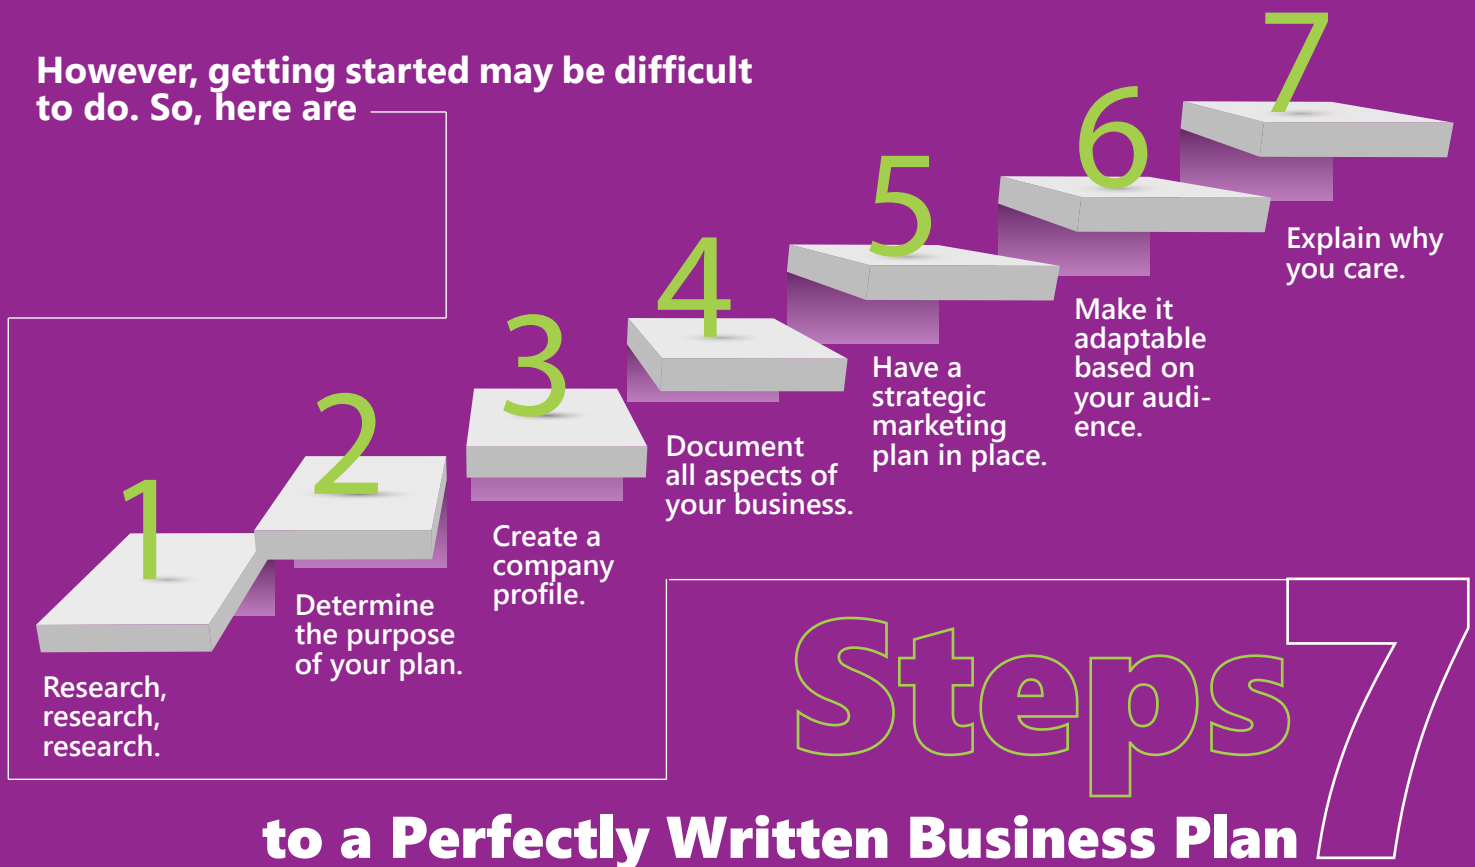 However, getting started may be difficult
to do. So, here are
7
Steps
to a Perfectly Written Business Plan
1
Research,
research,
research.
2
Determine
the purpose
of your plan.
3
Create a
company
profile.
4
Document
all aspects of
your business.
5
Have a
strategic
marketing
plan in place.
6
Make it
adaptable
based on
your audi-
ence.
7
Explain why
you care.